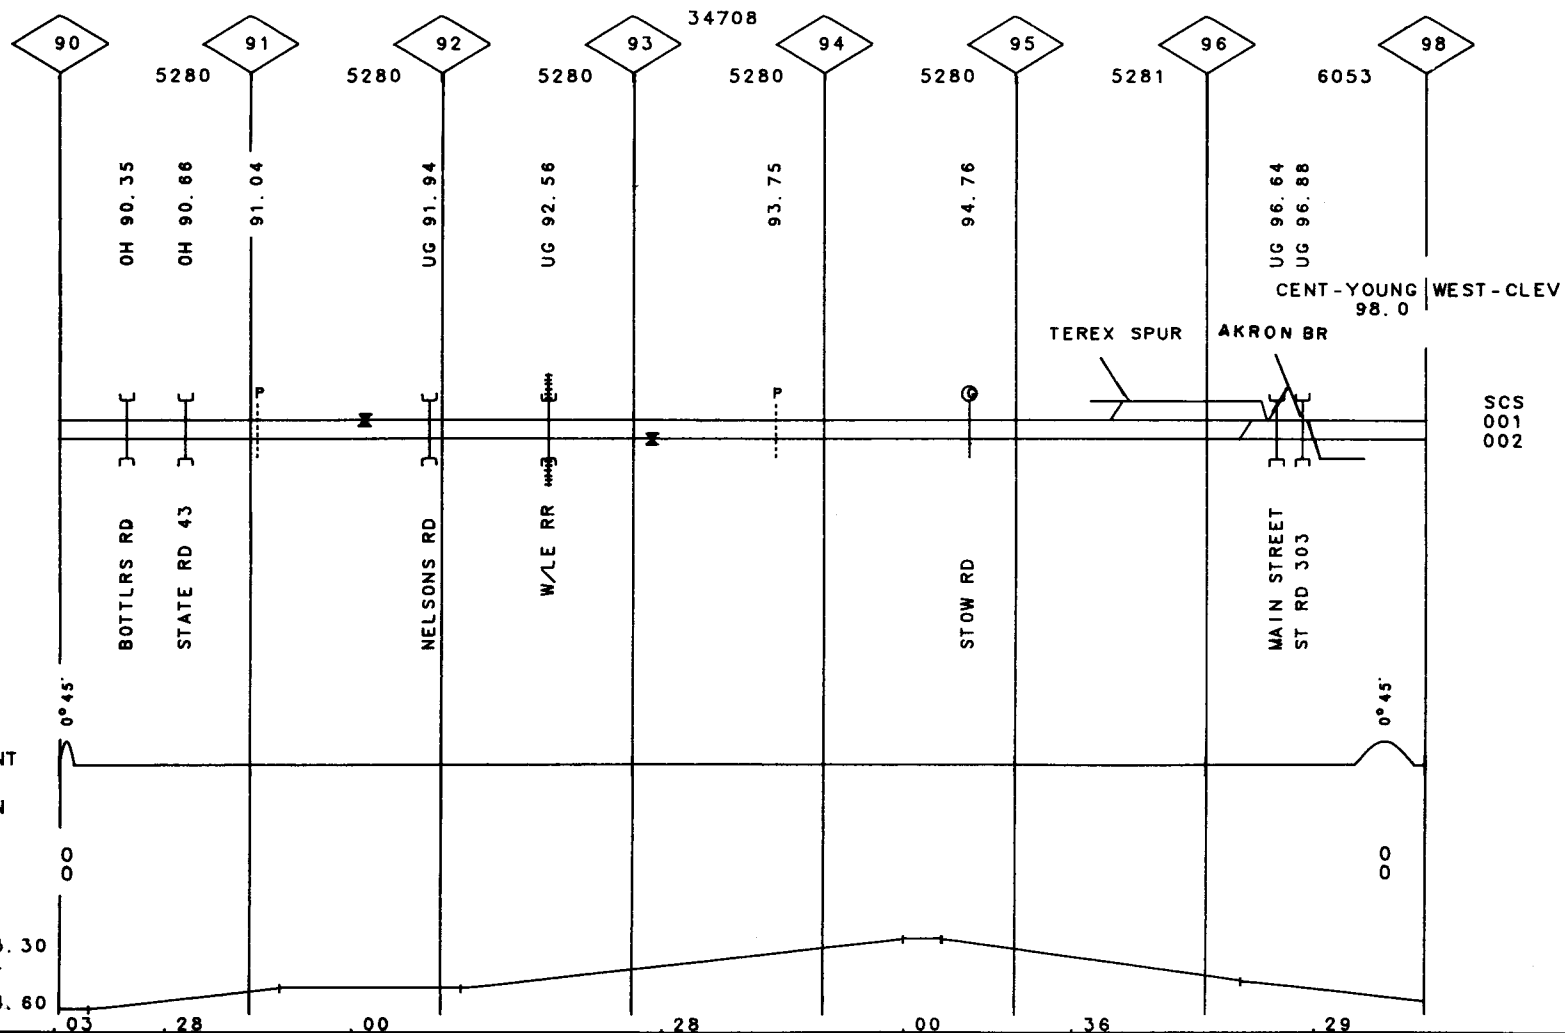 34708
90 91 92 93 94 95 96 98
5280 5280 5280 5280 5280 5281 6053
OH 90.35
OH 90.66
91.04
UG 91.94
UG 92.56
93.75
94.76
UG 96.64
UG 96.88
CENT-YOUNG WEST-CLEV
98.0
TEREX SPUR AKRON BR
P
P
G
SCS
001
002
BOTTLRS RD
STATE RD 43
NELSONS RD
W/LE RR
STOW RD
MAIN STREET
ST RD 303
0°45'
0°45'
NT
N
0
0
0
0
.30
.60
.03 .28 .00 .28 .00 .36 .29